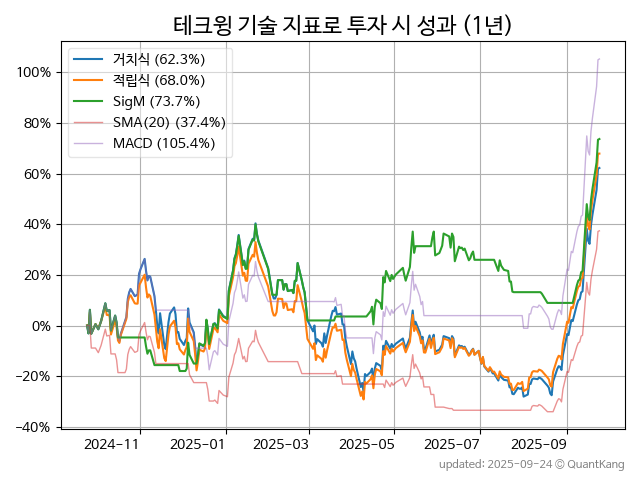 테크윙 기술 지표로 투자 시 성과 (1년)
거치식 (62.3%)
적립식 (68.0%)
SigM (73.7%)
SMA(20) (37.4%)
MACD (105.4%)
100%
80%
60%
40%
20%
0%
−20%
−40%
2024-11
2025-01
2025-03
2025-05
2025-07
2025-09
updated: 2025-09-24 © QuantKang